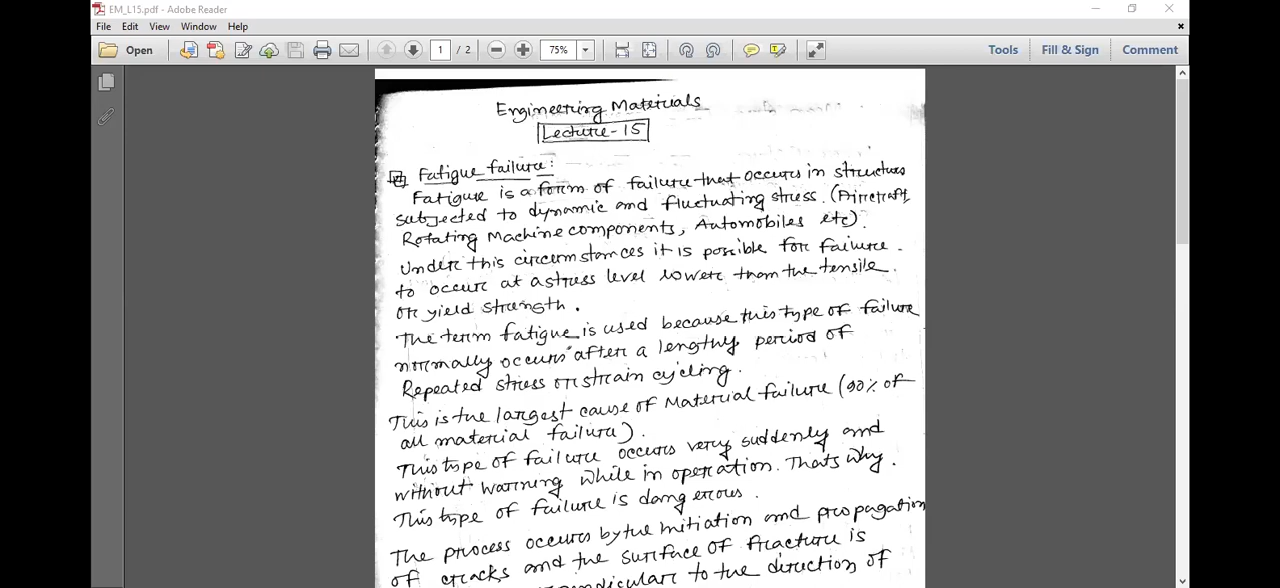 EM_L15.pdf - Adobe Reader
File Edit View Window Help
Open 1 / 2 75% Tools Fill & Sign Comment
Engineering Materials
Lecture-15
Fatigue failure:
Fatigue is a form of failure that occurs in structures
subjected to dynamic and fluctuating stress. (Aircraft,
Rotating Machine components, Automobiles etc).
Under this circumstances it is possible for failure
to occur at a stress level lower than the tensile
or yield strength.
The term fatigue is used because this type of failure
normally occurs after a lengthy period of
Repeated stress or strain cycling.
This is the largest cause of Material failure (90% of
all material failure).
This type of failure occurs very suddenly and
without warning while in operation. Thats why
This type of failure is dangerous.
The process occurs by the initiation and propagation
of cracks and the surface of fracture is
to the direction of